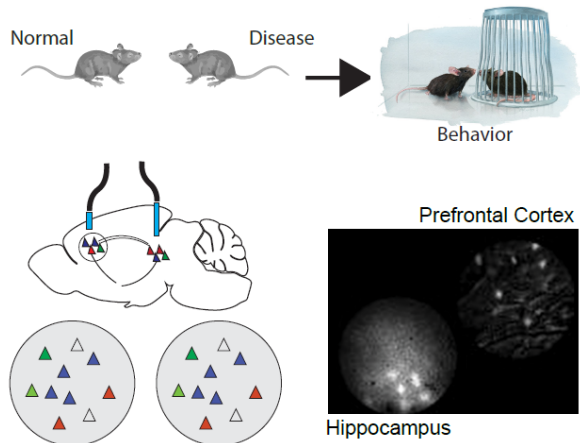 Normal
Disease
Behavior
Prefrontal Cortex
Hippocampus